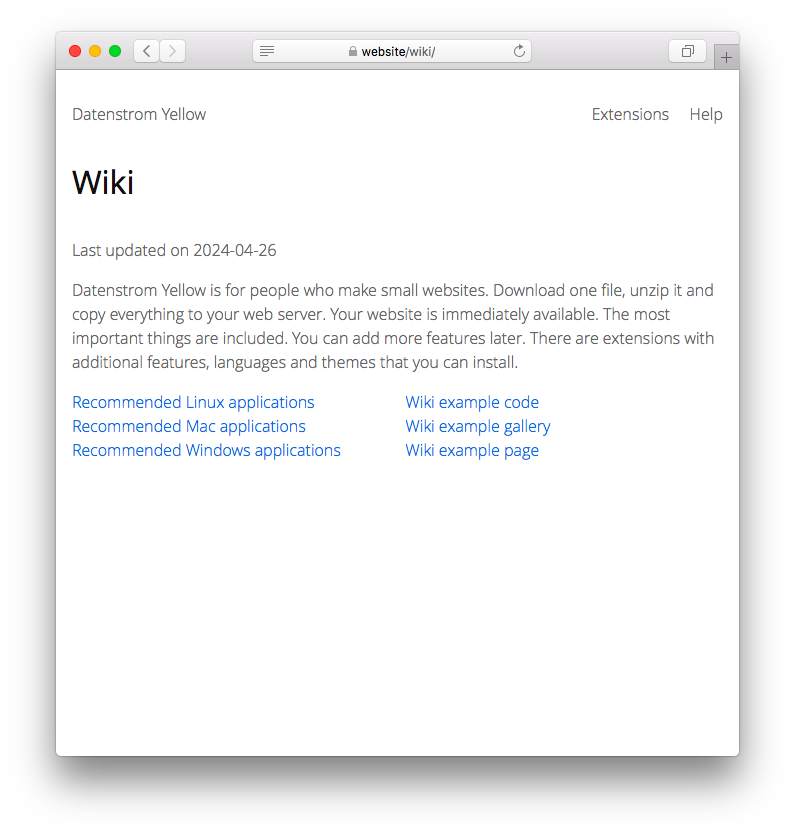 website/wiki/
Datenstrom Yellow
Extensions
Help
Wiki
Last updated on 2024-04-26
Datenstrom Yellow is for people who make small websites. Download one file, unzip it and
copy everything to your web server. Your website is immediately available. The most
important things are included. You can add more features later. There are extensions with
additional features, languages and themes that you can install.
Recommended Linux applications
Recommended Mac applications
Recommended Windows applications
Wiki example code
Wiki example gallery
Wiki example page